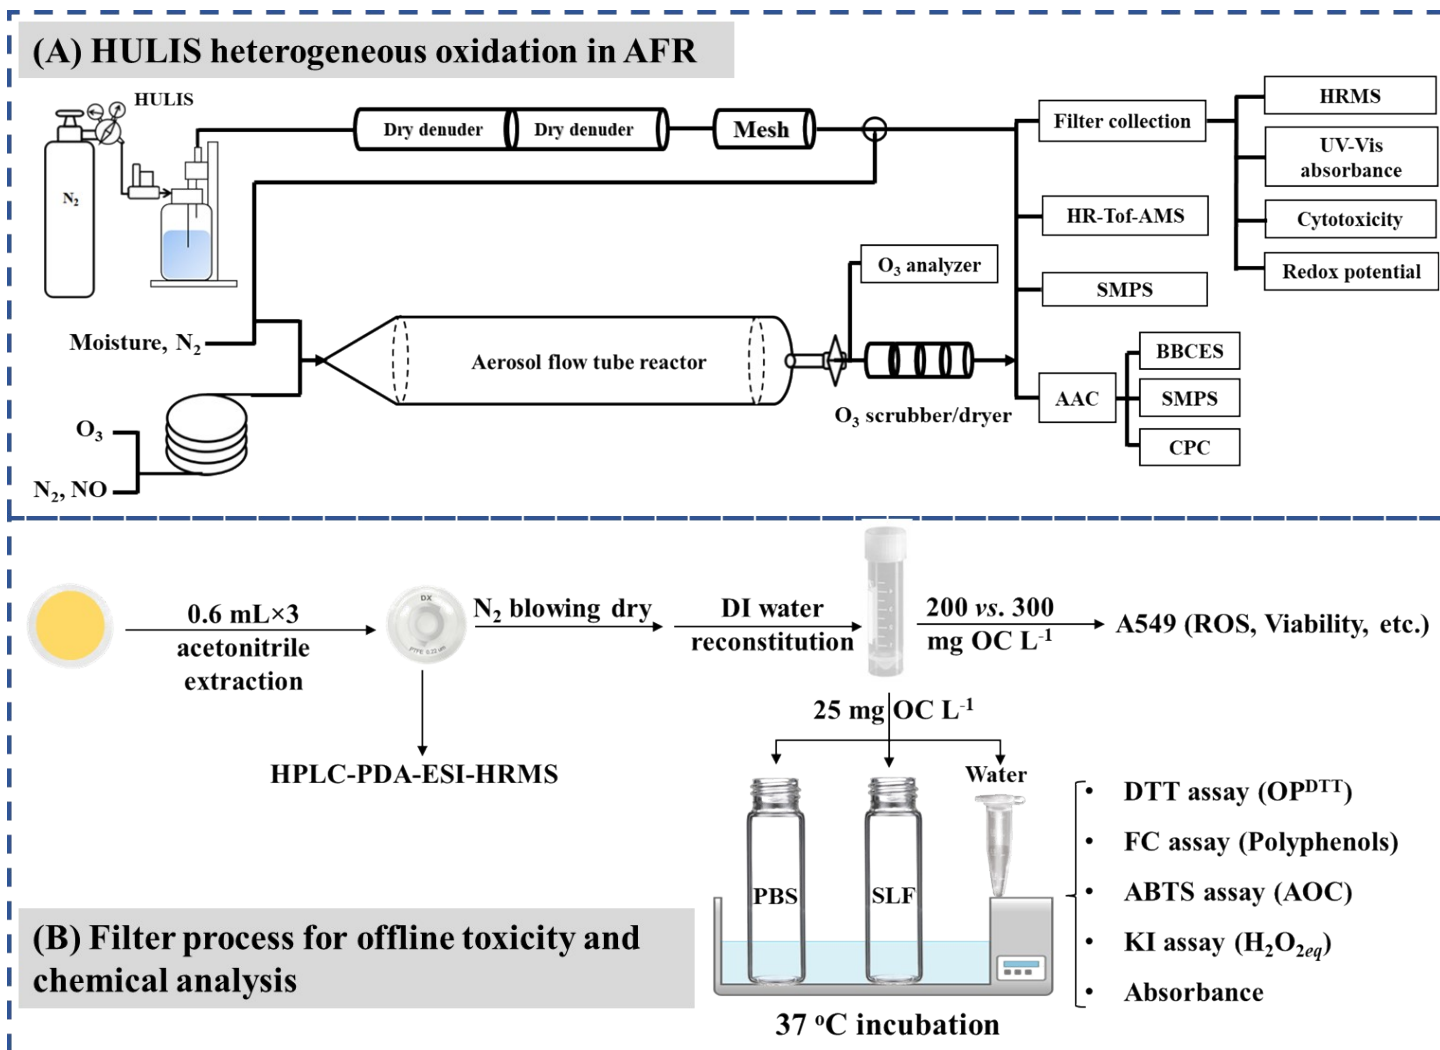 (A) HULIS heterogeneous oxidation in AFR
HULIS
N₂
Dry denuder
Dry denuder
Mesh
Filter collection
HRMS
UV-Vis
absorbance
Cytotoxicity
Redox potential
HR-Tof-AMS
SMPS
O₃ analyzer
Moisture, N₂
Aerosol flow tube reactor
O₃ scrubber/dryer
AAC
BBCES
SMPS
CPC
O₃
N₂, NO
0.6 mL×3
acetonitrile
extraction
DX
PTFE 0.22 um
N₂ blowing dry
DI water
reconstitution
200 vs. 300
mg OC L⁻¹
A549 (ROS, Viability, etc.)
HPLC-PDA-ESI-HRMS
25 mg OC L⁻¹
Water
PBS
SLF
• DTT assay (OPᴰᵀᵀ)
• FC assay (Polyphenols)
• ABTS assay (AOC)
• KI assay (H₂O₂eq)
• Absorbance
(B) Filter process for offline toxicity and
chemical analysis
37 °C incubation